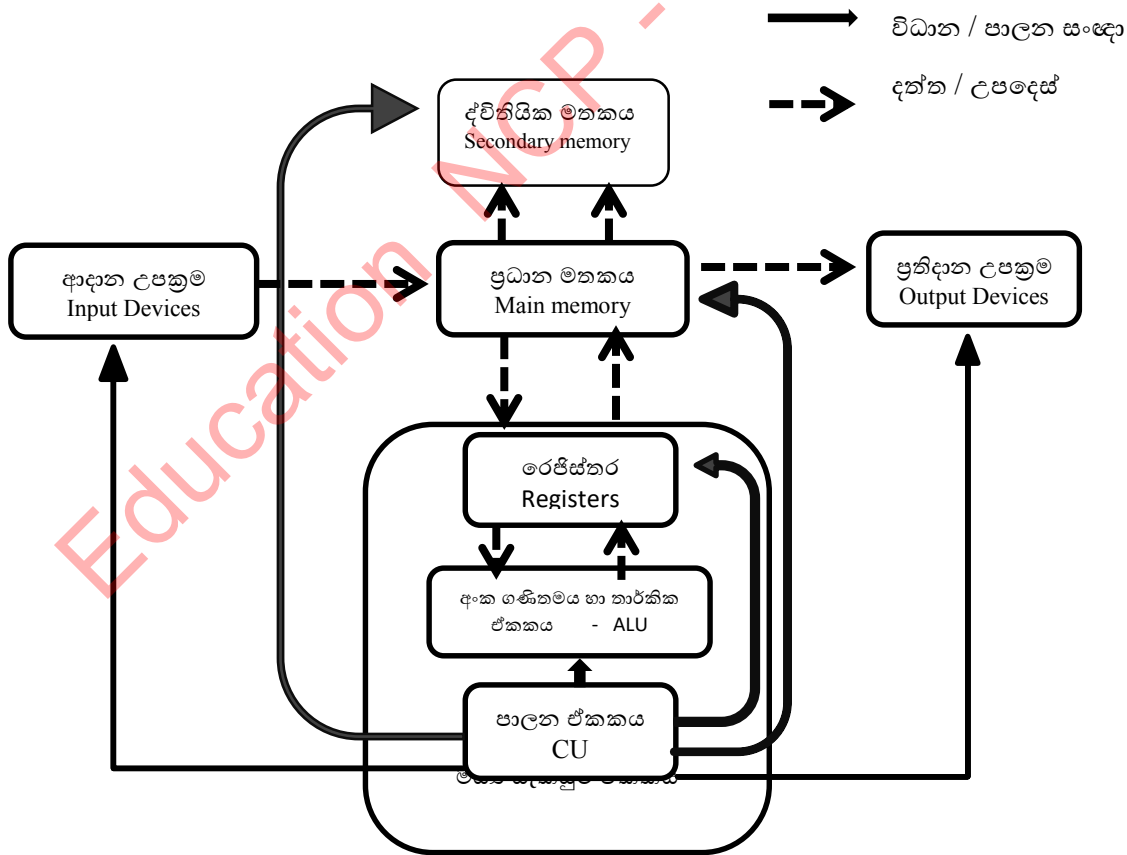 විධාන / පාලන සංඥා
දත්ත / උපදෙස්
ද්විතියික මතකය
Secondary memory
ආදාන උපක්‍රම
Input Devices
ප්‍රධාන මතකය
Main memory
ප්‍රතිදාන උපක්‍රම
Output Devices
රෙජිස්තර
Registers
අංක ගණිතමය හා තාර්කික
ඒකකය - ALU
පාලන ඒකකය
CU
Education NCP -